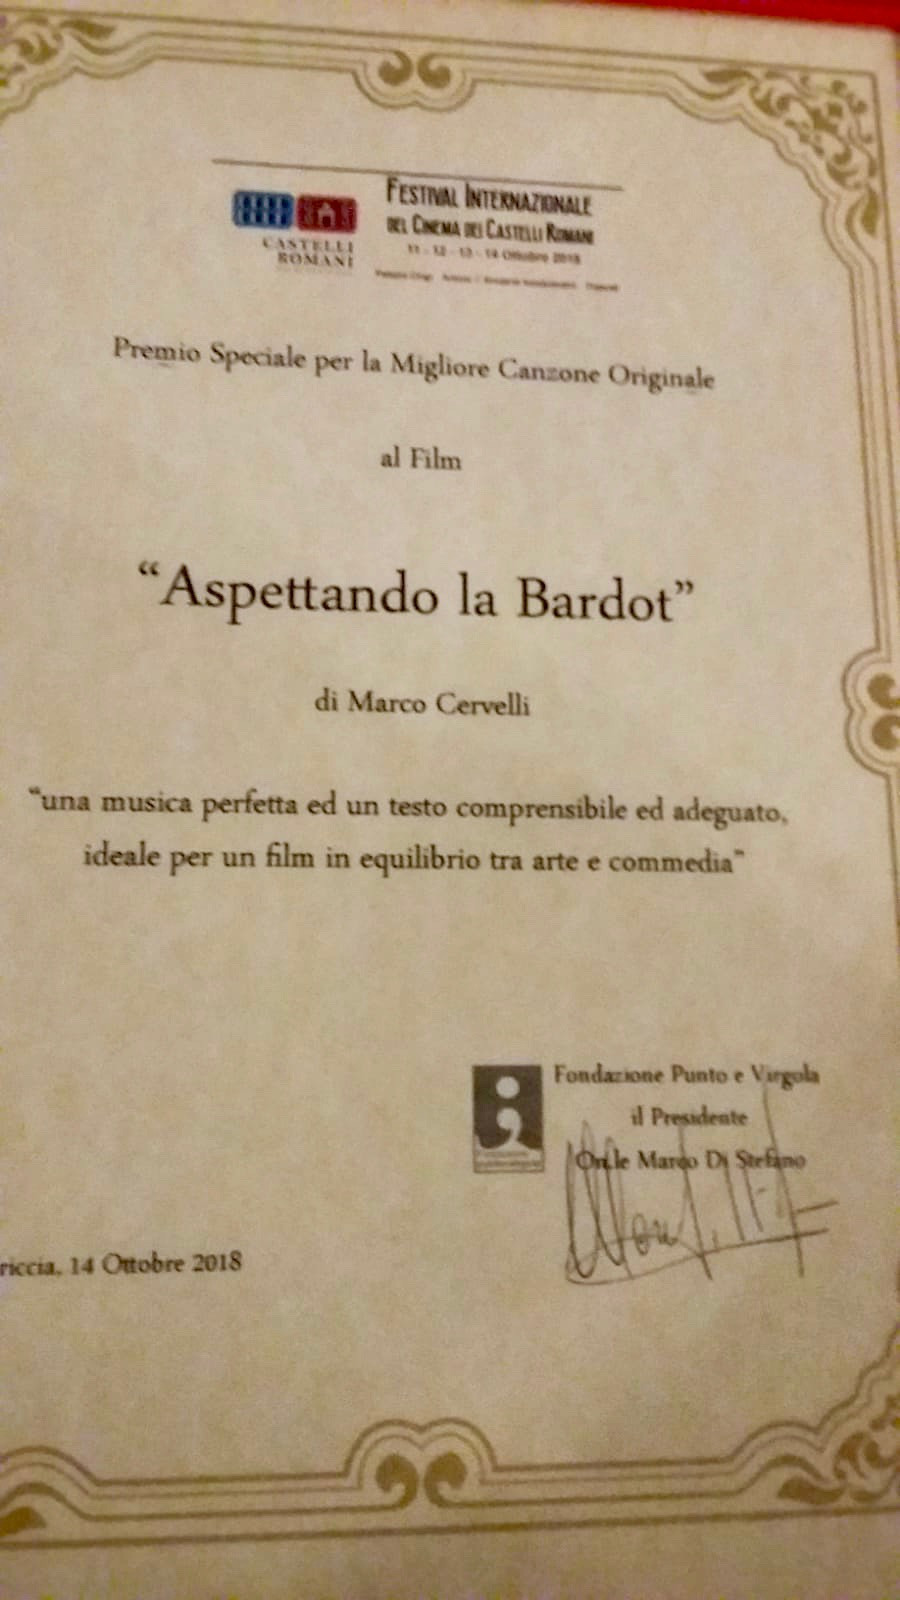 FESTIVAL INTERNAZIONALE
DEL CINEMA DEI CASTELLI ROMANI
11 - 12 - 13 - 14 Ottobre 2018
CASTELLI
ROMANI
Premio Speciale per la Migliore Canzone Originale
al Film
“Aspettando la Bardot”
di Marco Cervelli
“una musica perfetta ed un testo comprensibile ed adeguato,
ideale per un film in equilibrio tra arte e commedia”
Fondazione Punto e Virgola
il Presidente
On.le Marco Di Stefano
riccia, 14 Ottobre 2018